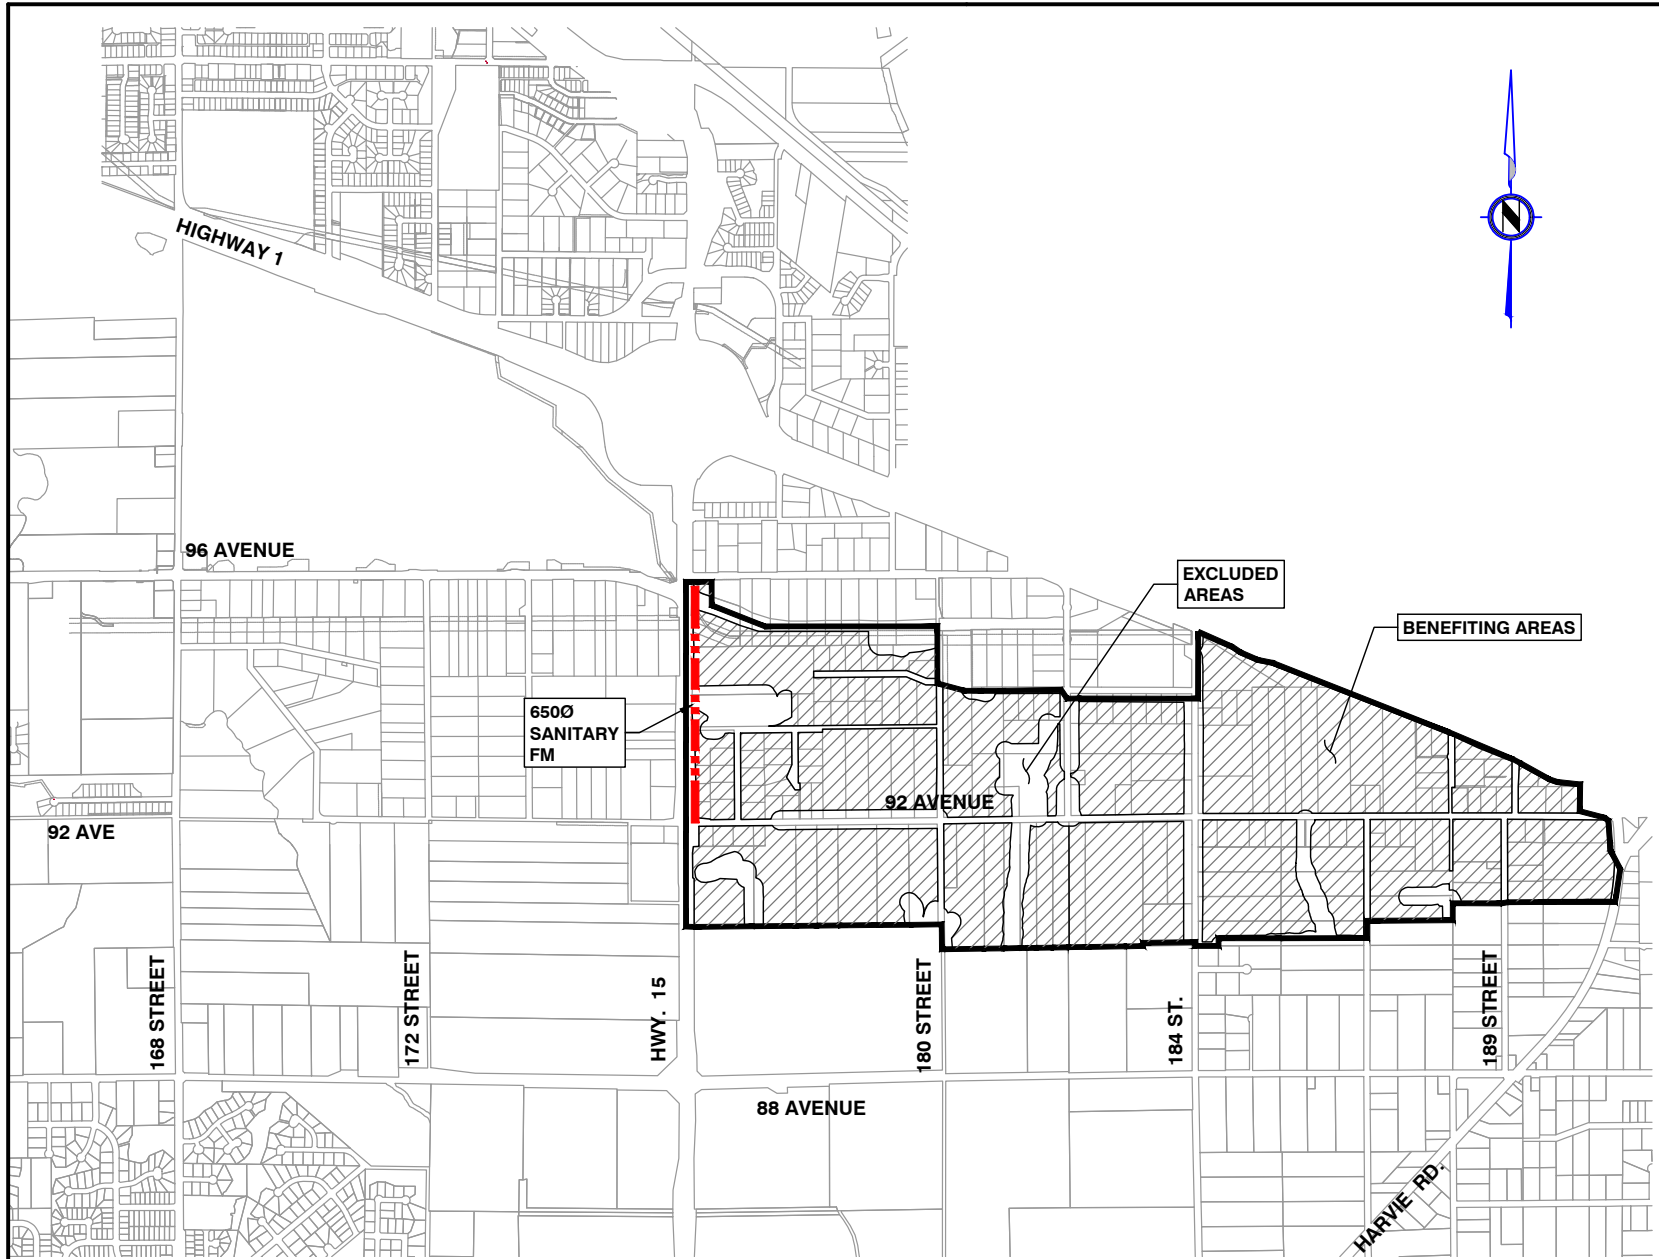 HIGHWAY 1
96 AVENUE
EXCLUDED
AREAS
BENEFITING AREAS
650Ø
SANITARY
FM
92 AVENUE
92 AVE
168 STREET
172 STREET
HWY. 15
180 STREET
184 ST.
189 STREET
88 AVENUE
HARVIE RD.
N